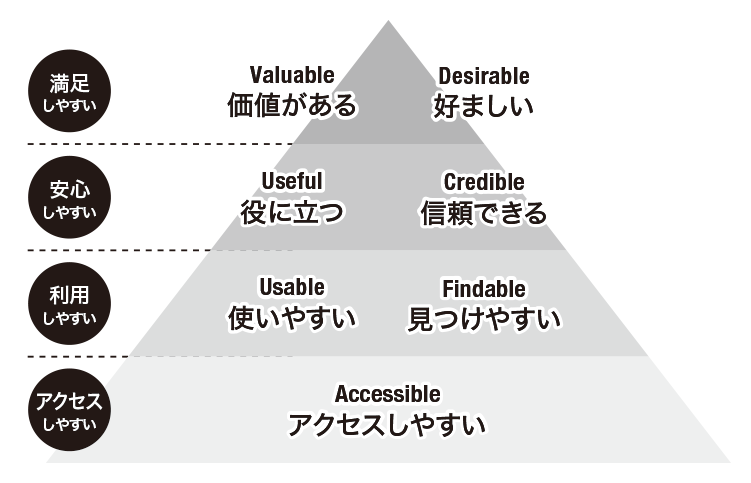 満足
しやすい
Valuable
価値がある
Desirable
好ましい
安心
しやすい
Useful
役に立つ
Credible
信頼できる
利用
しやすい
Usable
使いやすい
Findable
見つけやすい
アクセス
しやすい
Accessible
アクセスしやすい